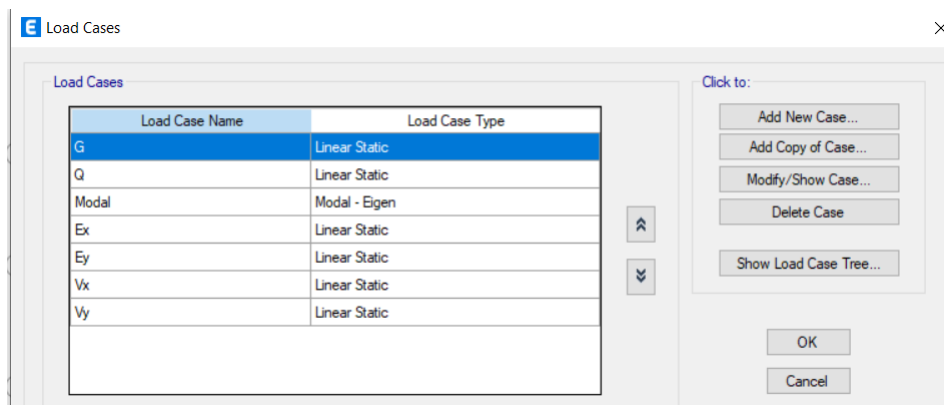 E Load Cases
Load Cases
Click to:
Load Case Name Load Case Type
G Linear Static
Q Linear Static
Modal Modal - Eigen
Ex Linear Static
Ey Linear Static
Vx Linear Static
Vy Linear Static
Add New Case...
Add Copy of Case...
Modify/Show Case...
Delete Case
Show Load Case Tree...
OK
Cancel